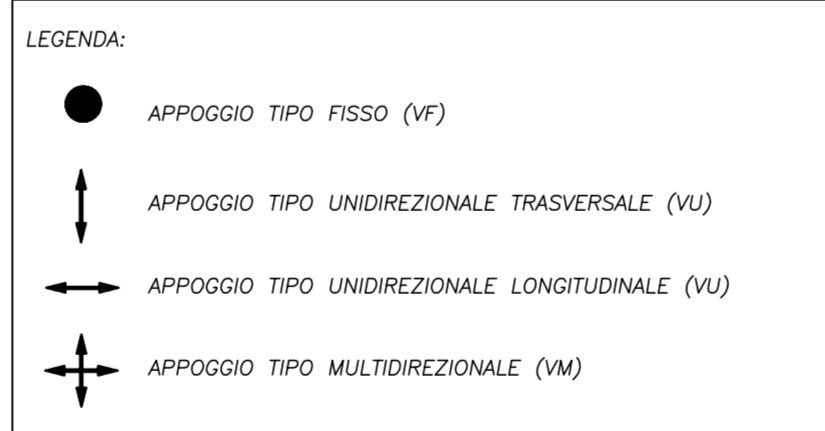 LEGENDA:
APPOGGIO TIPO FISSO (VF)
APPOGGIO TIPO UNIDIREZIONALE TRASVERSALE (VU)
APPOGGIO TIPO UNIDIREZIONALE LONGITUDINALE (VU)
APPOGGIO TIPO MULTIDIREZIONALE (VM)